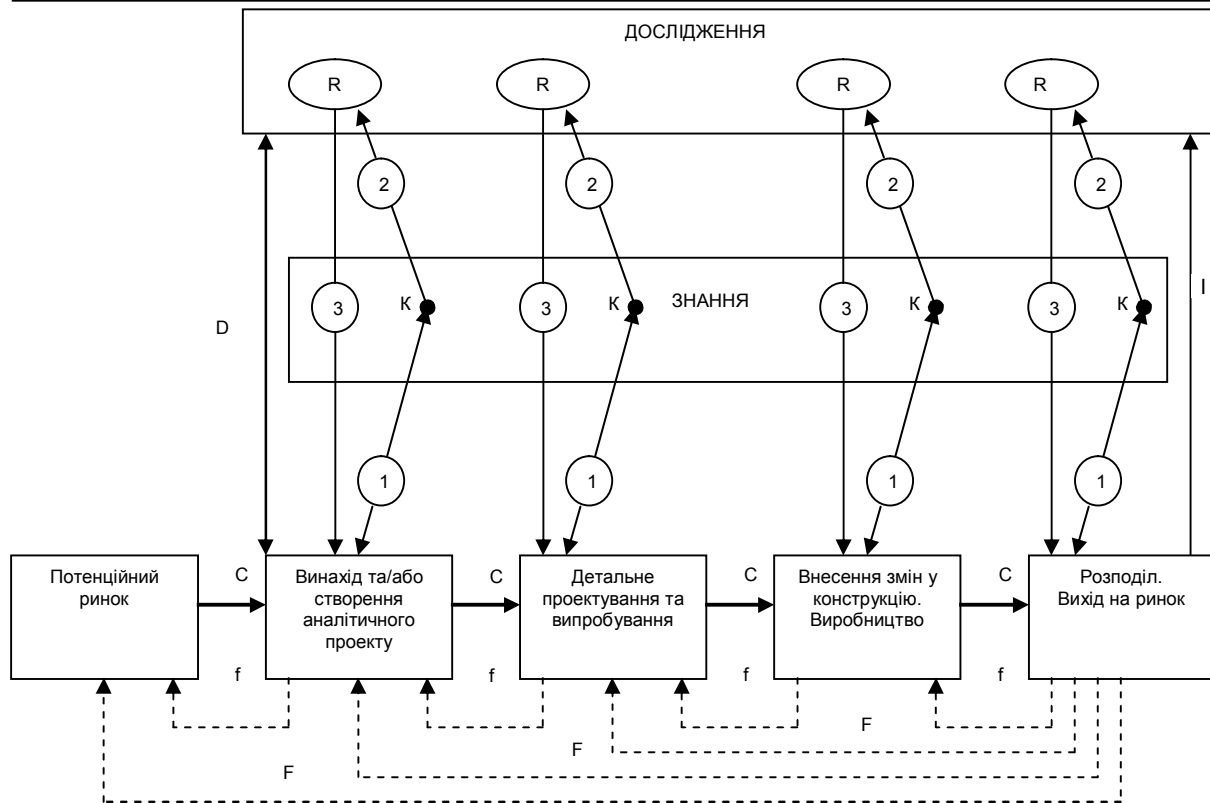 ДОСЛІДЖЕННЯ
R R R R
2 2 2 2
I
3 К 3 К ЗНАННЯ 3 К 3 К
D
1 1 1 1
Потенційний
ринок
C
Винахід та/або
створення
аналітичного
проекту
C
Детальне
проектування та
випробування
C
Внесення змін у
конструкцію.
Виробництво
C
Розподіл.
Вихід на ринок
f f f f
F
F
F